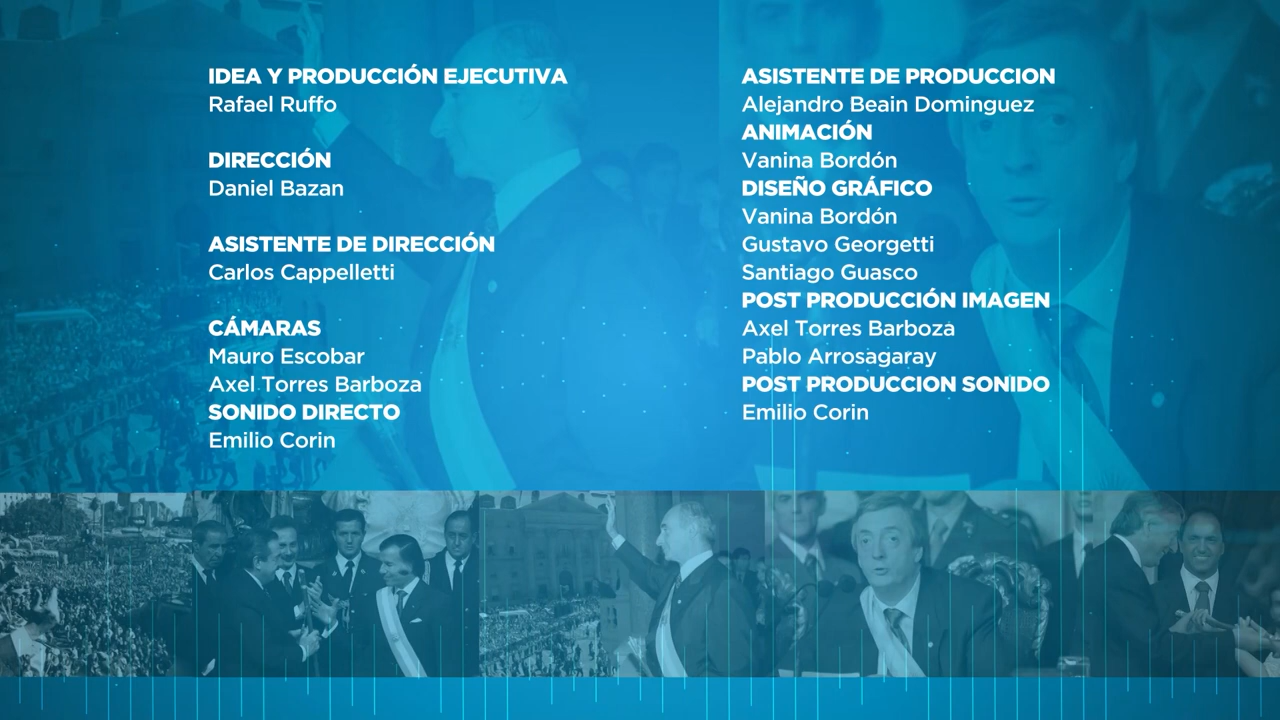 IDEA Y PRODUCCIÓN EJECUTIVA
Rafael Ruffo
DIRECCIÓN
Daniel Bazan
ASISTENTE DE DIRECCIÓN
Carlos Cappelletti
CÁMARAS
Mauro Escobar
Axel Torres Barboza
SONIDO DIRECTO
Emilio Corin
ASISTENTE DE PRODUCCION
Alejandro Beain Dominguez
ANIMACIÓN
Vanina Bordón
DISEÑO GRÁFICO
Vanina Bordón
Gustavo Georgetti
Santiago Guasco
POST PRODUCCIÓN IMAGEN
Axel Torres Barboza
Pablo Arrosagaray
POST PRODUCCION SONIDO
Emilio Corin